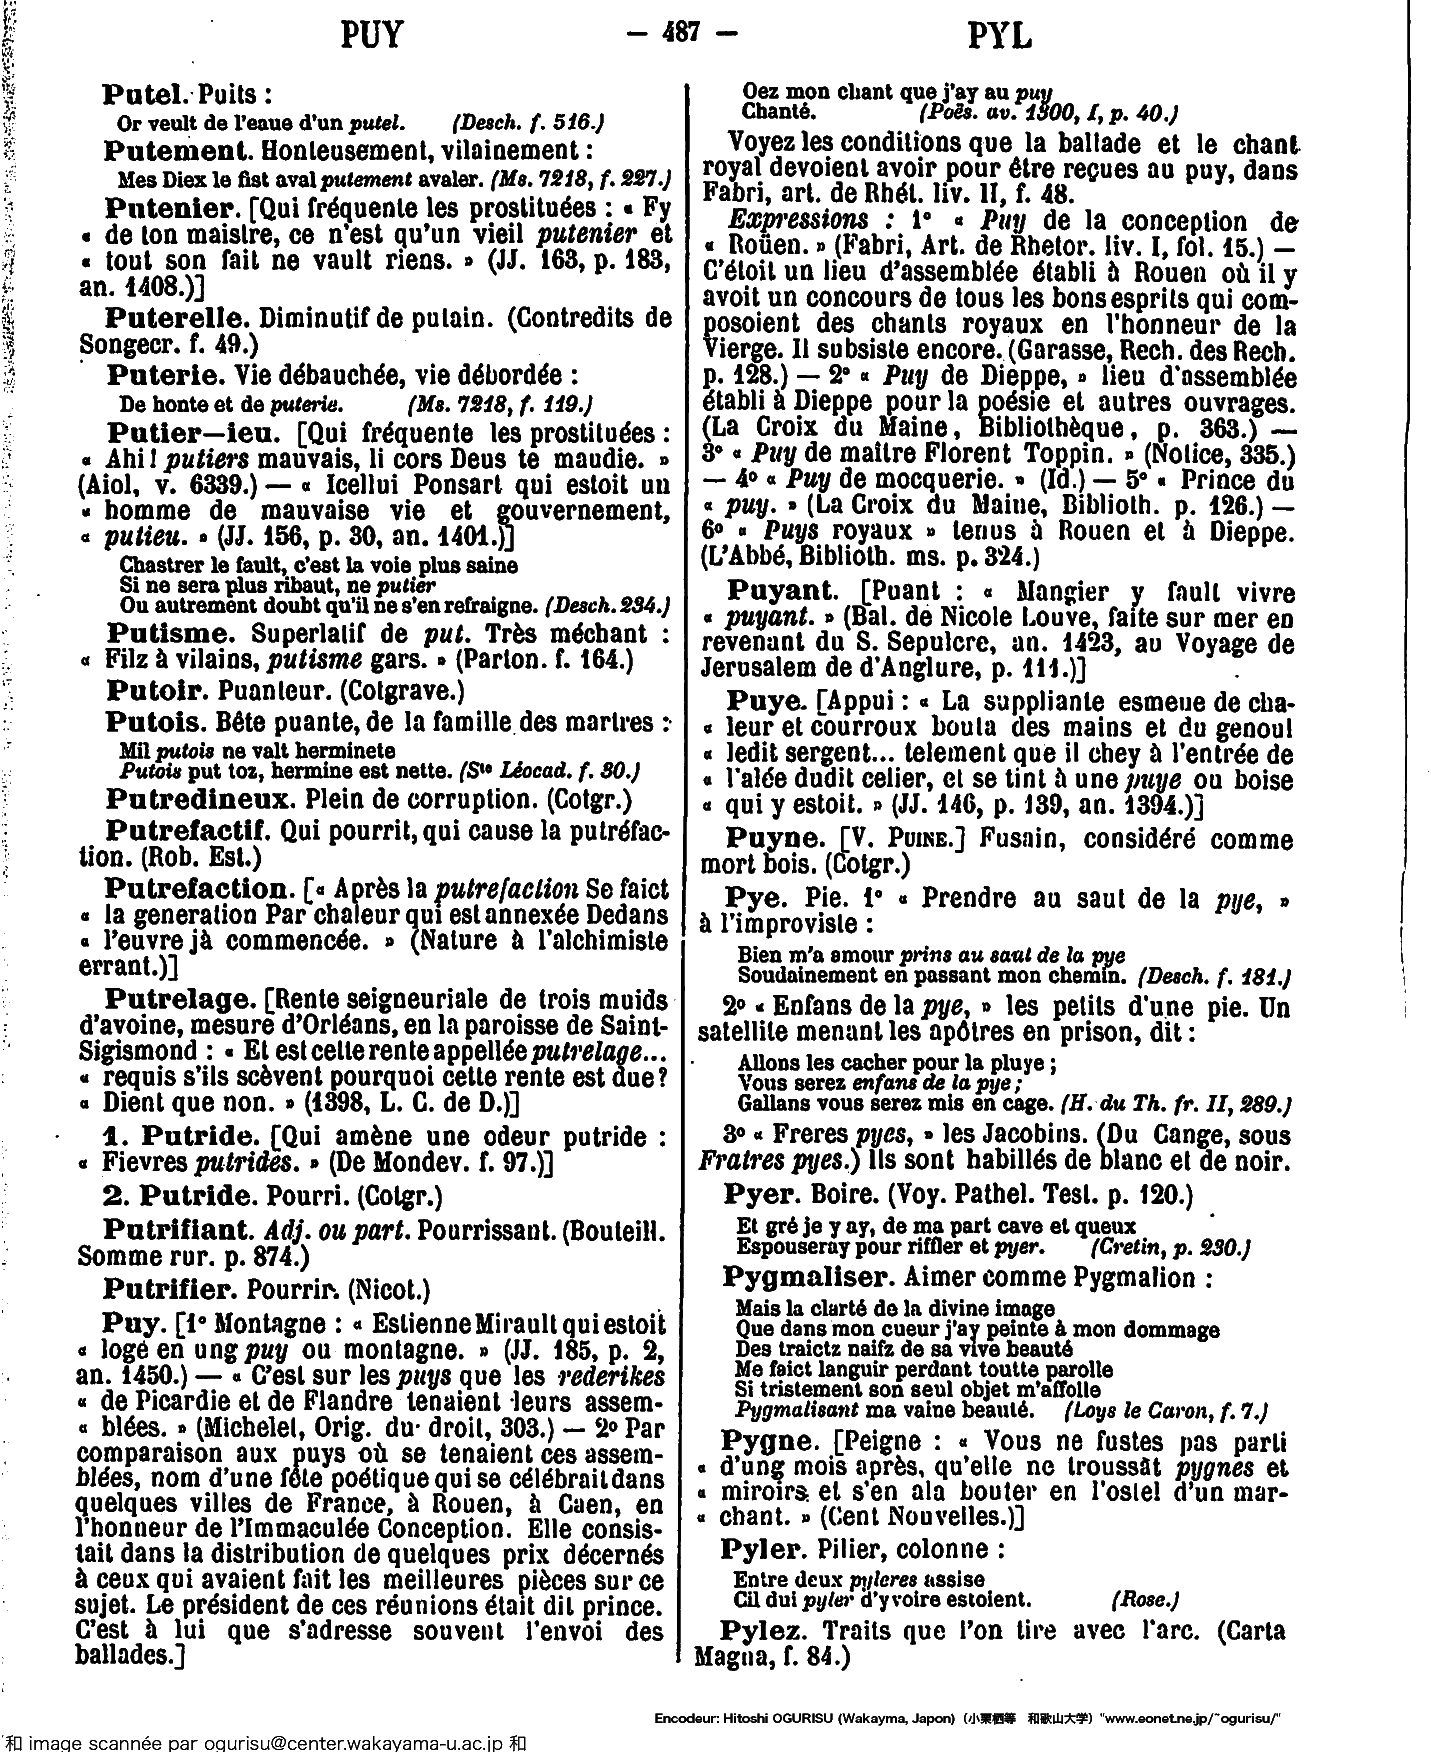 PUY — 487 — PYL
Putel. Puits :
Or veult de l'eaue d'un putel. (Desch. f. 516.)
Putement. Honteusement, vilainement :
Mes Diex le fist aval putement avaler. (Ms. 7218, f. 227.)
Putenier. [Qui fréquente les prostituées : « Fy
« de ton maistre, ce n'est qu'un vieil putenier et
« tout son fait ne vault riens. » (JJ. 163, p. 183,
an. 1408.)]
Puterelle. Diminutif de putain. (Contredits de
Songecr. f. 49.)
Puterie. Vie débauchée, vie débordée :
De honte et de puterie. (Ms. 7218, f. 119.)
Putier—ieu. [Qui fréquente les prostituées :
« Ahi ! putiers mauvais, li cors Deus te maudie. »
(Aiol, v. 6339.) — « Icellui Ponsart qui estoit un
« homme de mauvaise vie et gouvernement,
« putieu. » (JJ. 156, p. 30, an. 1401.)]
Chastrer le fault, c'est la voie plus saine
Si ne sera plus ribaut, ne putier
Ou autrement doubt qu'il ne s'en refraigne. (Desch. 234.)
Putisme. Superlatif de put. Très méchant :
« Filz à vilains, putisme gars. » (Parton. f. 164.)
Putoir. Puanteur. (Cotgrave.)
Putois. Bête puante, de la famille des martres :
Mil putois ne valt herminete
Putois put toz, hermine est nette. (Ste Léocad. f. 30.)
Putredineux. Plein de corruption. (Cotgr.)
Putrefactif. Qui pourrit, qui cause la putréfac-
tion. (Rob. Est.)
Putrefaction. [« Après la putrefaction Se faict
« la generation Par chaleur qui est annexée Dedans
« l'euvre jà commencée. » (Nature à l'alchimiste
errant.)]
Putrelage. [Rente seigneuriale de trois muids
d'avoine, mesure d'Orléans, en la paroisse de Saint-
Sigismond : « Et est celte rente appellée putrelage...
« requis s'ils scèvent pourquoi cette rente est due ?
« Dient que non. » (1398, L. C. de D.)]
1. Putride. [Qui amène une odeur putride :
« Fievres putrides. » (De Mondev. f. 97.)]
2. Putride. Pourri. (Cotgr.)
Putrifiant. Adj. ou part. Pourrissant. (Bouteill.
Somme rur. p. 874.)
Putrifier. Pourrir. (Nicot.)
Puy. [1° Montagne : « Estienne Mirault qui estoit
« logé en ung puy ou montagne. » (JJ. 185, p. 2,
an. 1450.) — « C'est sur les puys que les rederikes
« de Picardie et de Flandre tenaient leurs assem-
« blées. » (Michelet, Orig. du droit, 303.) — 2° Par
comparaison aux puys où se tenaient ces assem-
blées, nom d'une fête poétique qui se célébrait dans
quelques villes de France, à Rouen, à Caen, en
l'honneur de l'Immaculée Conception. Elle consis-
tait dans la distribution de quelques prix décernés
à ceux qui avaient fait les meilleures pièces sur ce
sujet. Le président de ces réunions était dit prince.
C'est à lui que s'adresse souvent l'envoi des
ballades.]
Oez mon chant que j'ay au puy
Chanté. (Poës. av. 1300, I, p. 40.)
Voyez les conditions que la ballade et le chant
royal devoient avoir pour être reçues au puy, dans
Fabri, art. de Rhét. liv. II, f. 48.
Expressions : 1° « Puy de la conception de
« Roüen. » (Fabri, Art. de Rhetor. liv. I, fol. 15.) —
C'étoit un lieu d'assemblée établi à Rouen où il y
avoit un concours de tous les bons esprits qui com-
posoient des chants royaux en l'honneur de la
Vierge. Il subsiste encore. (Garasse, Rech. des Rech.
p. 128.) — 2° « Puy de Dieppe, » lieu d'assemblée
établi à Dieppe pour la poésie et autres ouvrages.
(La Croix du Maine, Bibliothèque, p. 363.) —
3° « Puy de maître Florent Toppin. » (Notice, 335.)
— 4° « Puy de mocquerie. » (Id.) — 5° « Prince du
« puy. » (La Croix du Maine, Biblioth. p. 126.) —
6° « Puys royaux » tenus à Rouen et à Dieppe.
(L'Abbé, Biblioth. ms. p. 324.)
Puyant. [Puant : « Mangier y fault vivre
« puyant. » (Bal. de Nicole Louve, faite sur mer en
revenant du S. Sepulcre, an. 1423, au Voyage de
Jerusalem de d'Anglure, p. 111.)]
Puye. [Appui : « La suppliante esmeue de cha-
« leur et courroux bouta des mains et du genoul
« ledit sergent... telement que il chey à l'entrée de
« l'alée dudit celier, et se tint à une puye ou boise
« qui y estoit. » (JJ. 146, p. 139, an. 1394.)]
Puyne. [V. PUINE.] Fusain, considéré comme
mort bois. (Cotgr.)
Pye. Pie. 1° « Prendre au saut de la pye, »
à l'improviste :
Bien m'a amour prins au saut de la pye
Soudainement en passant mon chemin. (Desch. f. 181.)
2° « Enfans de la pye, » les petits d'une pie. Un
satellite menant les apôtres en prison, dit :
Allons les cacher pour la pluye ;
Vous serez enfans de la pye ;
Gallans vous serez mis en cage. (H. du Th. fr. II, 289.)
3° « Freres pyes, » les Jacobins. (Du Cange, sous
Fratres pyes.) Ils sont habillés de blanc et de noir.
Pyer. Boire. (Voy. Pathel. Test. p. 120.)
Et gré je y ay, de ma part cave et queux
Espouseray pour riffler et pyer. (Cretin, p. 230.)
Pygmaliser. Aimer comme Pygmalion :
Mais la clarté de la divine image
Que dans mon cueur j'ay peinte à mon dommage
Des traictz naifz de sa vive beauté
Me faict languir perdant toutte parolle
Si tristement son seul objet m'affolle
Pygmalisant ma vaine beauté. (Loys le Caron, f. 7.)
Pygne. [Peigne : « Vous ne fustes pas parti
« d'ung mois après, qu'elle ne troussât pygnes et
« miroirs et s'en ala bouter en l'ostel d'un mar-
« chant. » (Cent Nouvelles.)]
Pyler. Pilier, colonne :
Entre deux pyleres assise
Cil dui pyler d'yvoire estoient. (Rose.)
Pylez. Traits que l'on tire avec l'arc. (Carta
Magna, f. 84.)
Encodeur: Hitoshi OGURISU (Wakayma, Japon) (小栗栖等 和歌山大学) "www.eonet.ne.jp/~ogurisu/"
和 image scannée par ogurisu@center.wakayama-u.ac.jp 和